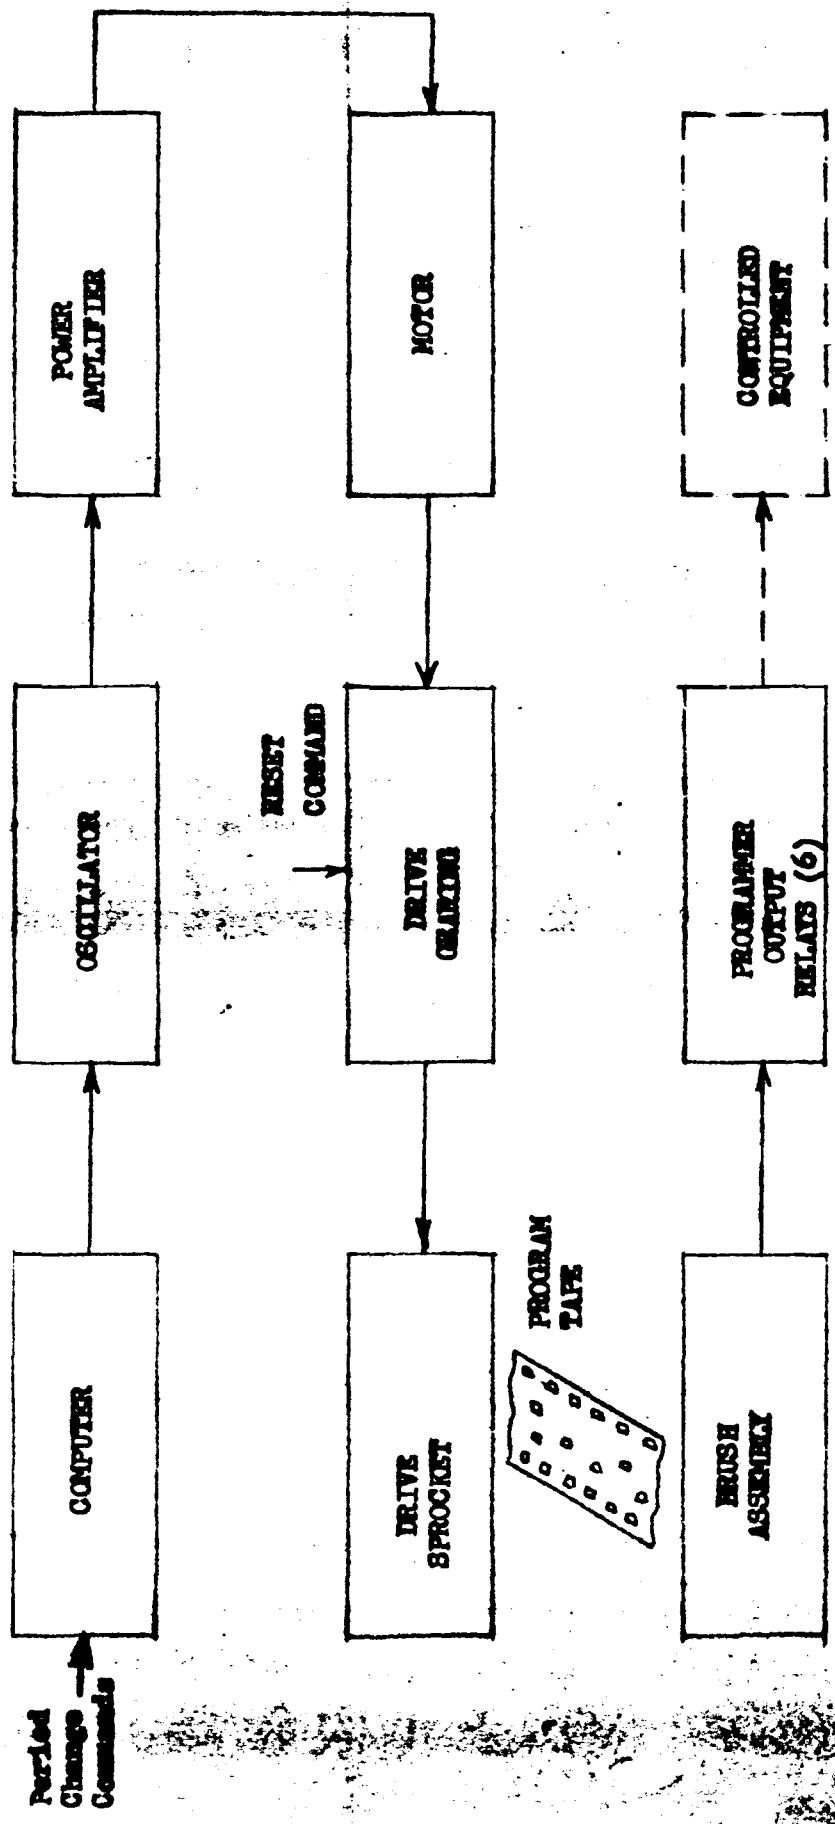 Period
Change
Commands
COMPUTER
OSCILLATOR
POWER
AMPLIFIER
DRIVE
SPROCKET
DRIVE
GEARING
RESET
COMMAND
MOTOR
PROGRAM
TAPE
BRUSH
ASSEMBLY
PROGRAMMER
OUTPUT
RELAYS (6)
CONTROLLED
EQUIPMENT